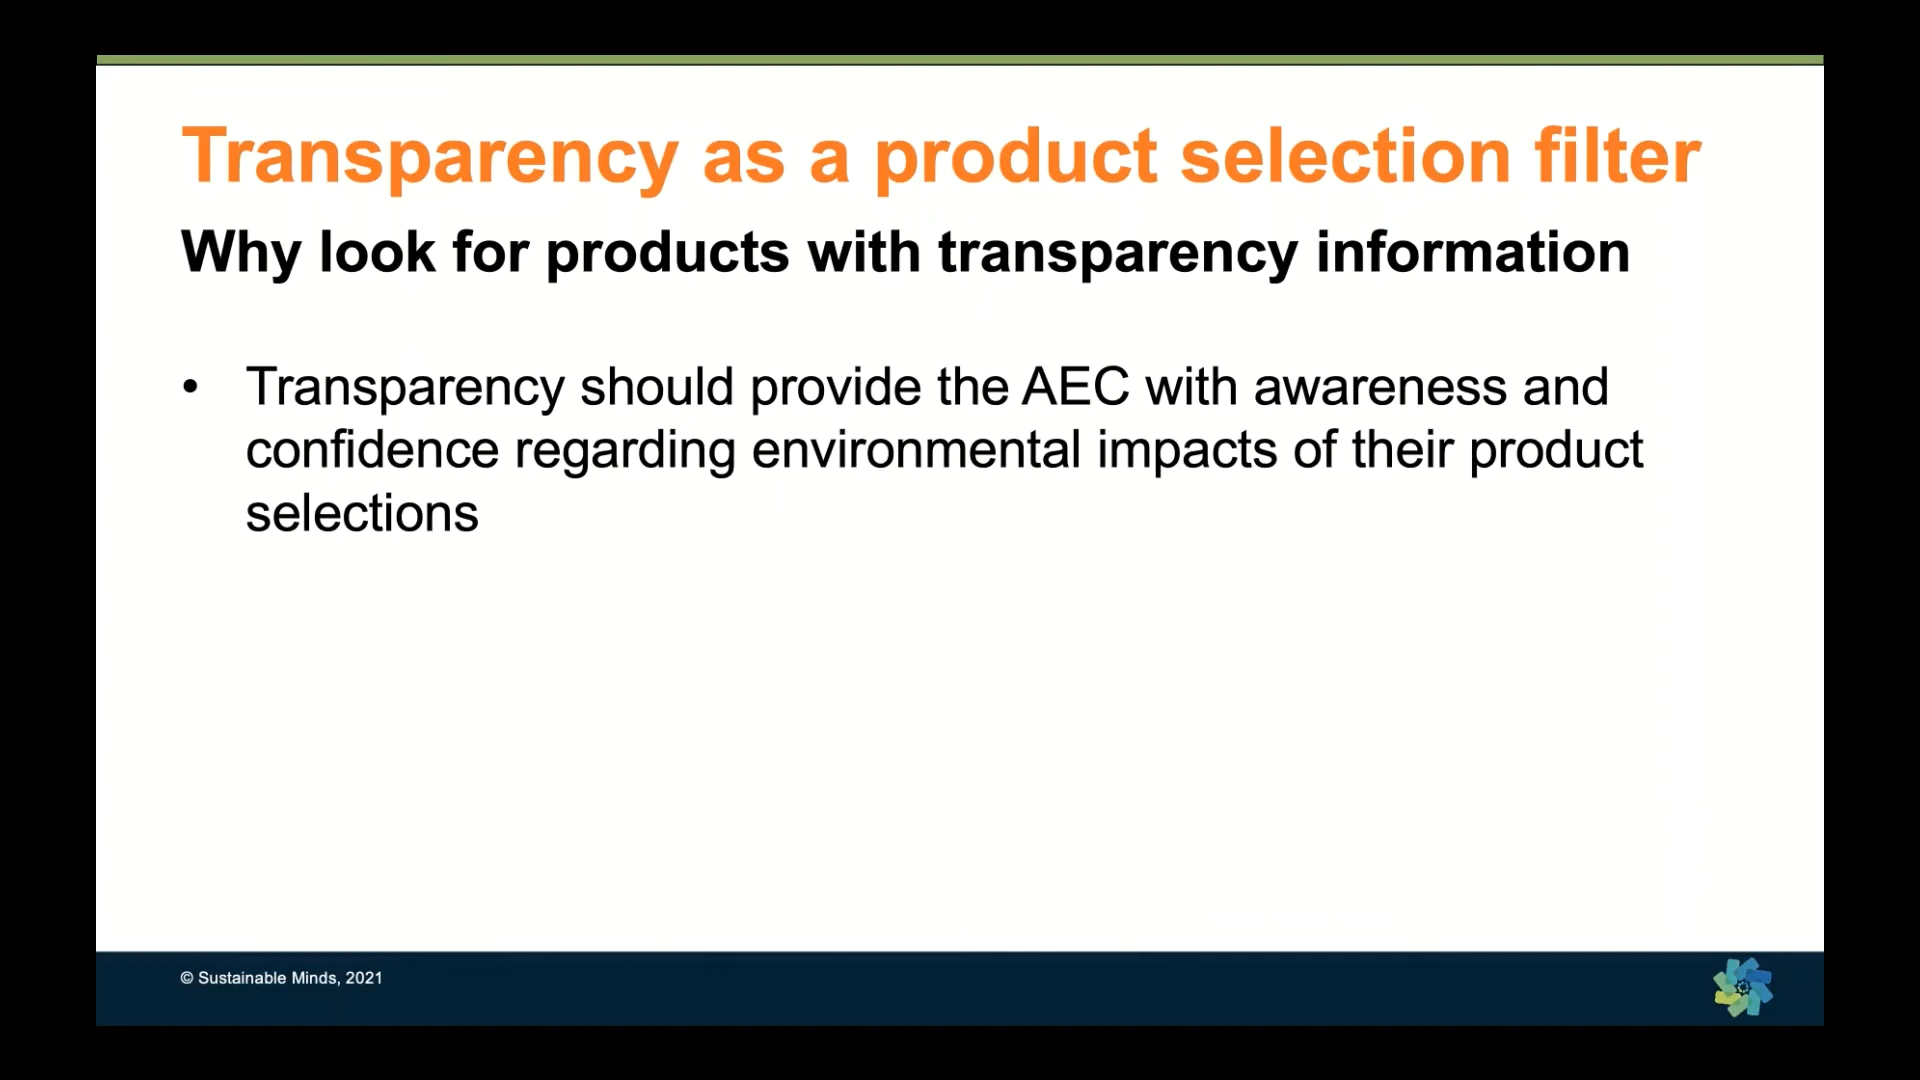 Transparency as a product selection filter
Why look for products with transparency information
• Transparency should provide the AEC with awareness and
confidence regarding environmental impacts of their product
selections
© Sustainable Minds, 2021